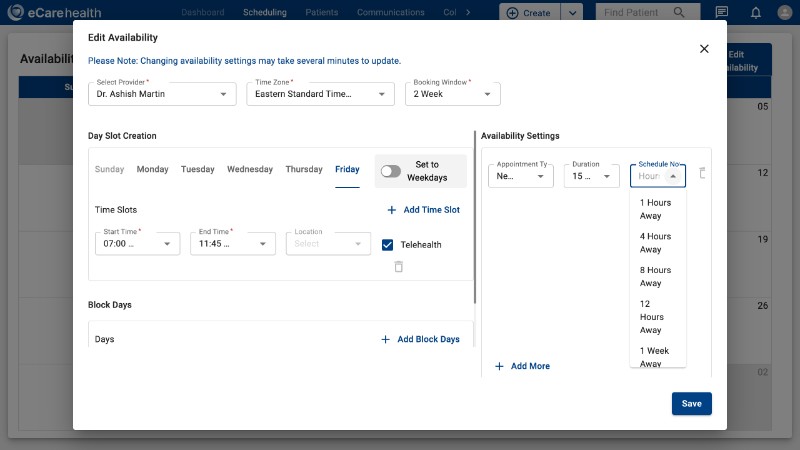 eCarehealth
Dashboard
Scheduling
Patients
Communications
Col
Create
Find Patient
Availability
Edit
ilability
Su
05
12
19
26
02
Edit Availability
Please Note: Changing availability settings may take several minutes to update.
Select Provider *
Dr. Ashish Martin
Time Zone *
Eastern Standard Time...
Booking Window *
2 Week
Day Slot Creation
Sunday
Monday
Tuesday
Wednesday
Thursday
Friday
Set to
Weekdays
Time Slots
Add Time Slot
Start Time *
07:00 ...
End Time *
11:45 ...
Location
Select
Telehealth
Block Days
Days
Add Block Days
Availability Settings
Appointment Ty
Ne...
Duration
15 ...
Schedule No
Hours
1 Hours
Away
4 Hours
Away
8 Hours
Away
12
Hours
Away
1 Week
Away
Add More
Save